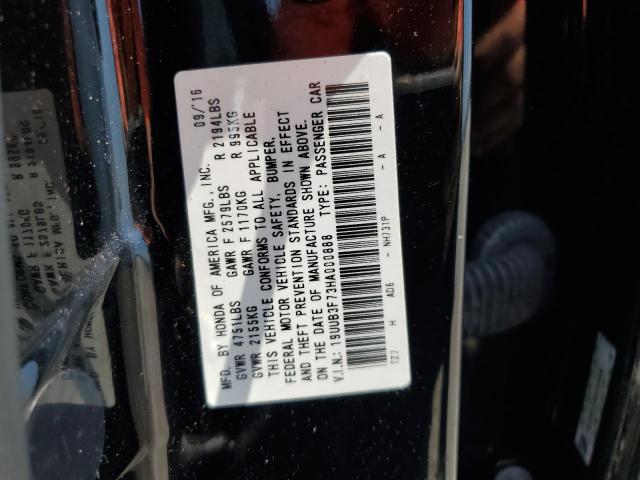 MFD. BY HONDA OF AMERICA MFG., INC. 09/16
GVWR 4751LBS GAWR F 2579LBS R 2194LBS
GVWR 2155KG GAWR F 1170KG R 995KG
THIS VEHICLE CONFORMS TO ALL APPLICABLE
FEDERAL MOTOR VEHICLE SAFETY, BUMPER,
AND THEFT PREVENTION STANDARDS IN EFFECT
ON THE DATE OF MANUFACTURE SHOWN ABOVE.
V.I.N.: 19UUB3F73HA000888 TYPE: PASSENGER CAR
TZ7 H AD6 - NH731P - A - A